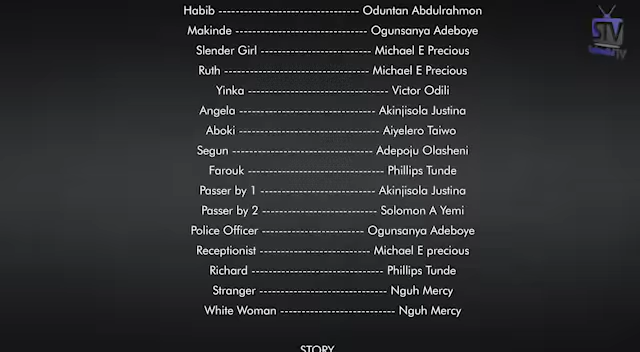 Habib -------------------------------- Oduntan Abdulrahmon
Makinde -------------------------------- Ogunsanya Adeboye
Slender Girl ------------------------- Michael E Precious
Ruth --------------------------------- Michael E Precious
Yinka -------------------------------- Victor Odili
Angela -------------------------------- Akinjisola Justina
Aboki -------------------------------- Aiyelero Taiwo
Segun -------------------------------- Adepoju Olasheni
Farouk ------------------------------- Phillips Tunde
Passer by 1 -------------------------- Akinjisola Justina
Passer by 2 -------------------------- Solomon A Yemi
Police Officer ----------------------- Ogunsanya Adeboye
Receptionist -------------------------- Michael E precious
Richard ------------------------------ Phillips Tunde
Stranger ----------------------------- Nguh Mercy
White Woman -------------------------- Nguh Mercy
STORY
STV